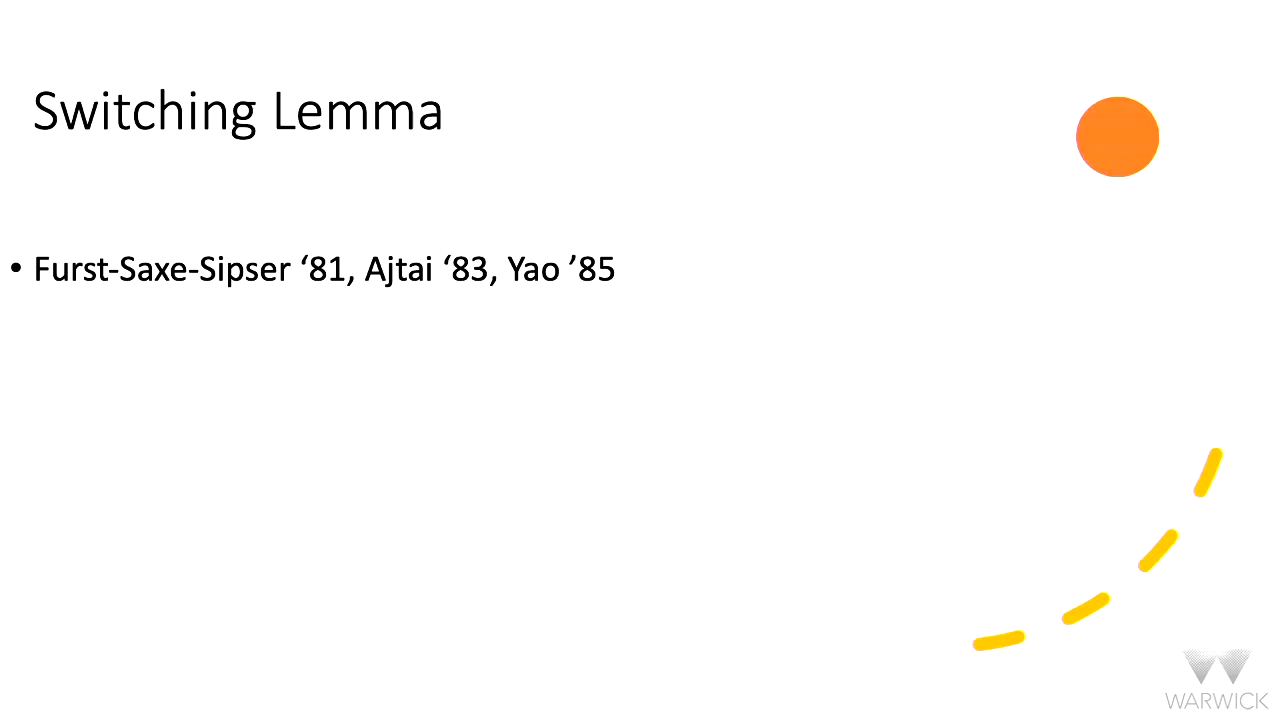 Switching Lemma
• Furst-Saxe-Sipser ‘81, Ajtai ‘83, Yao ’85
WARWICK